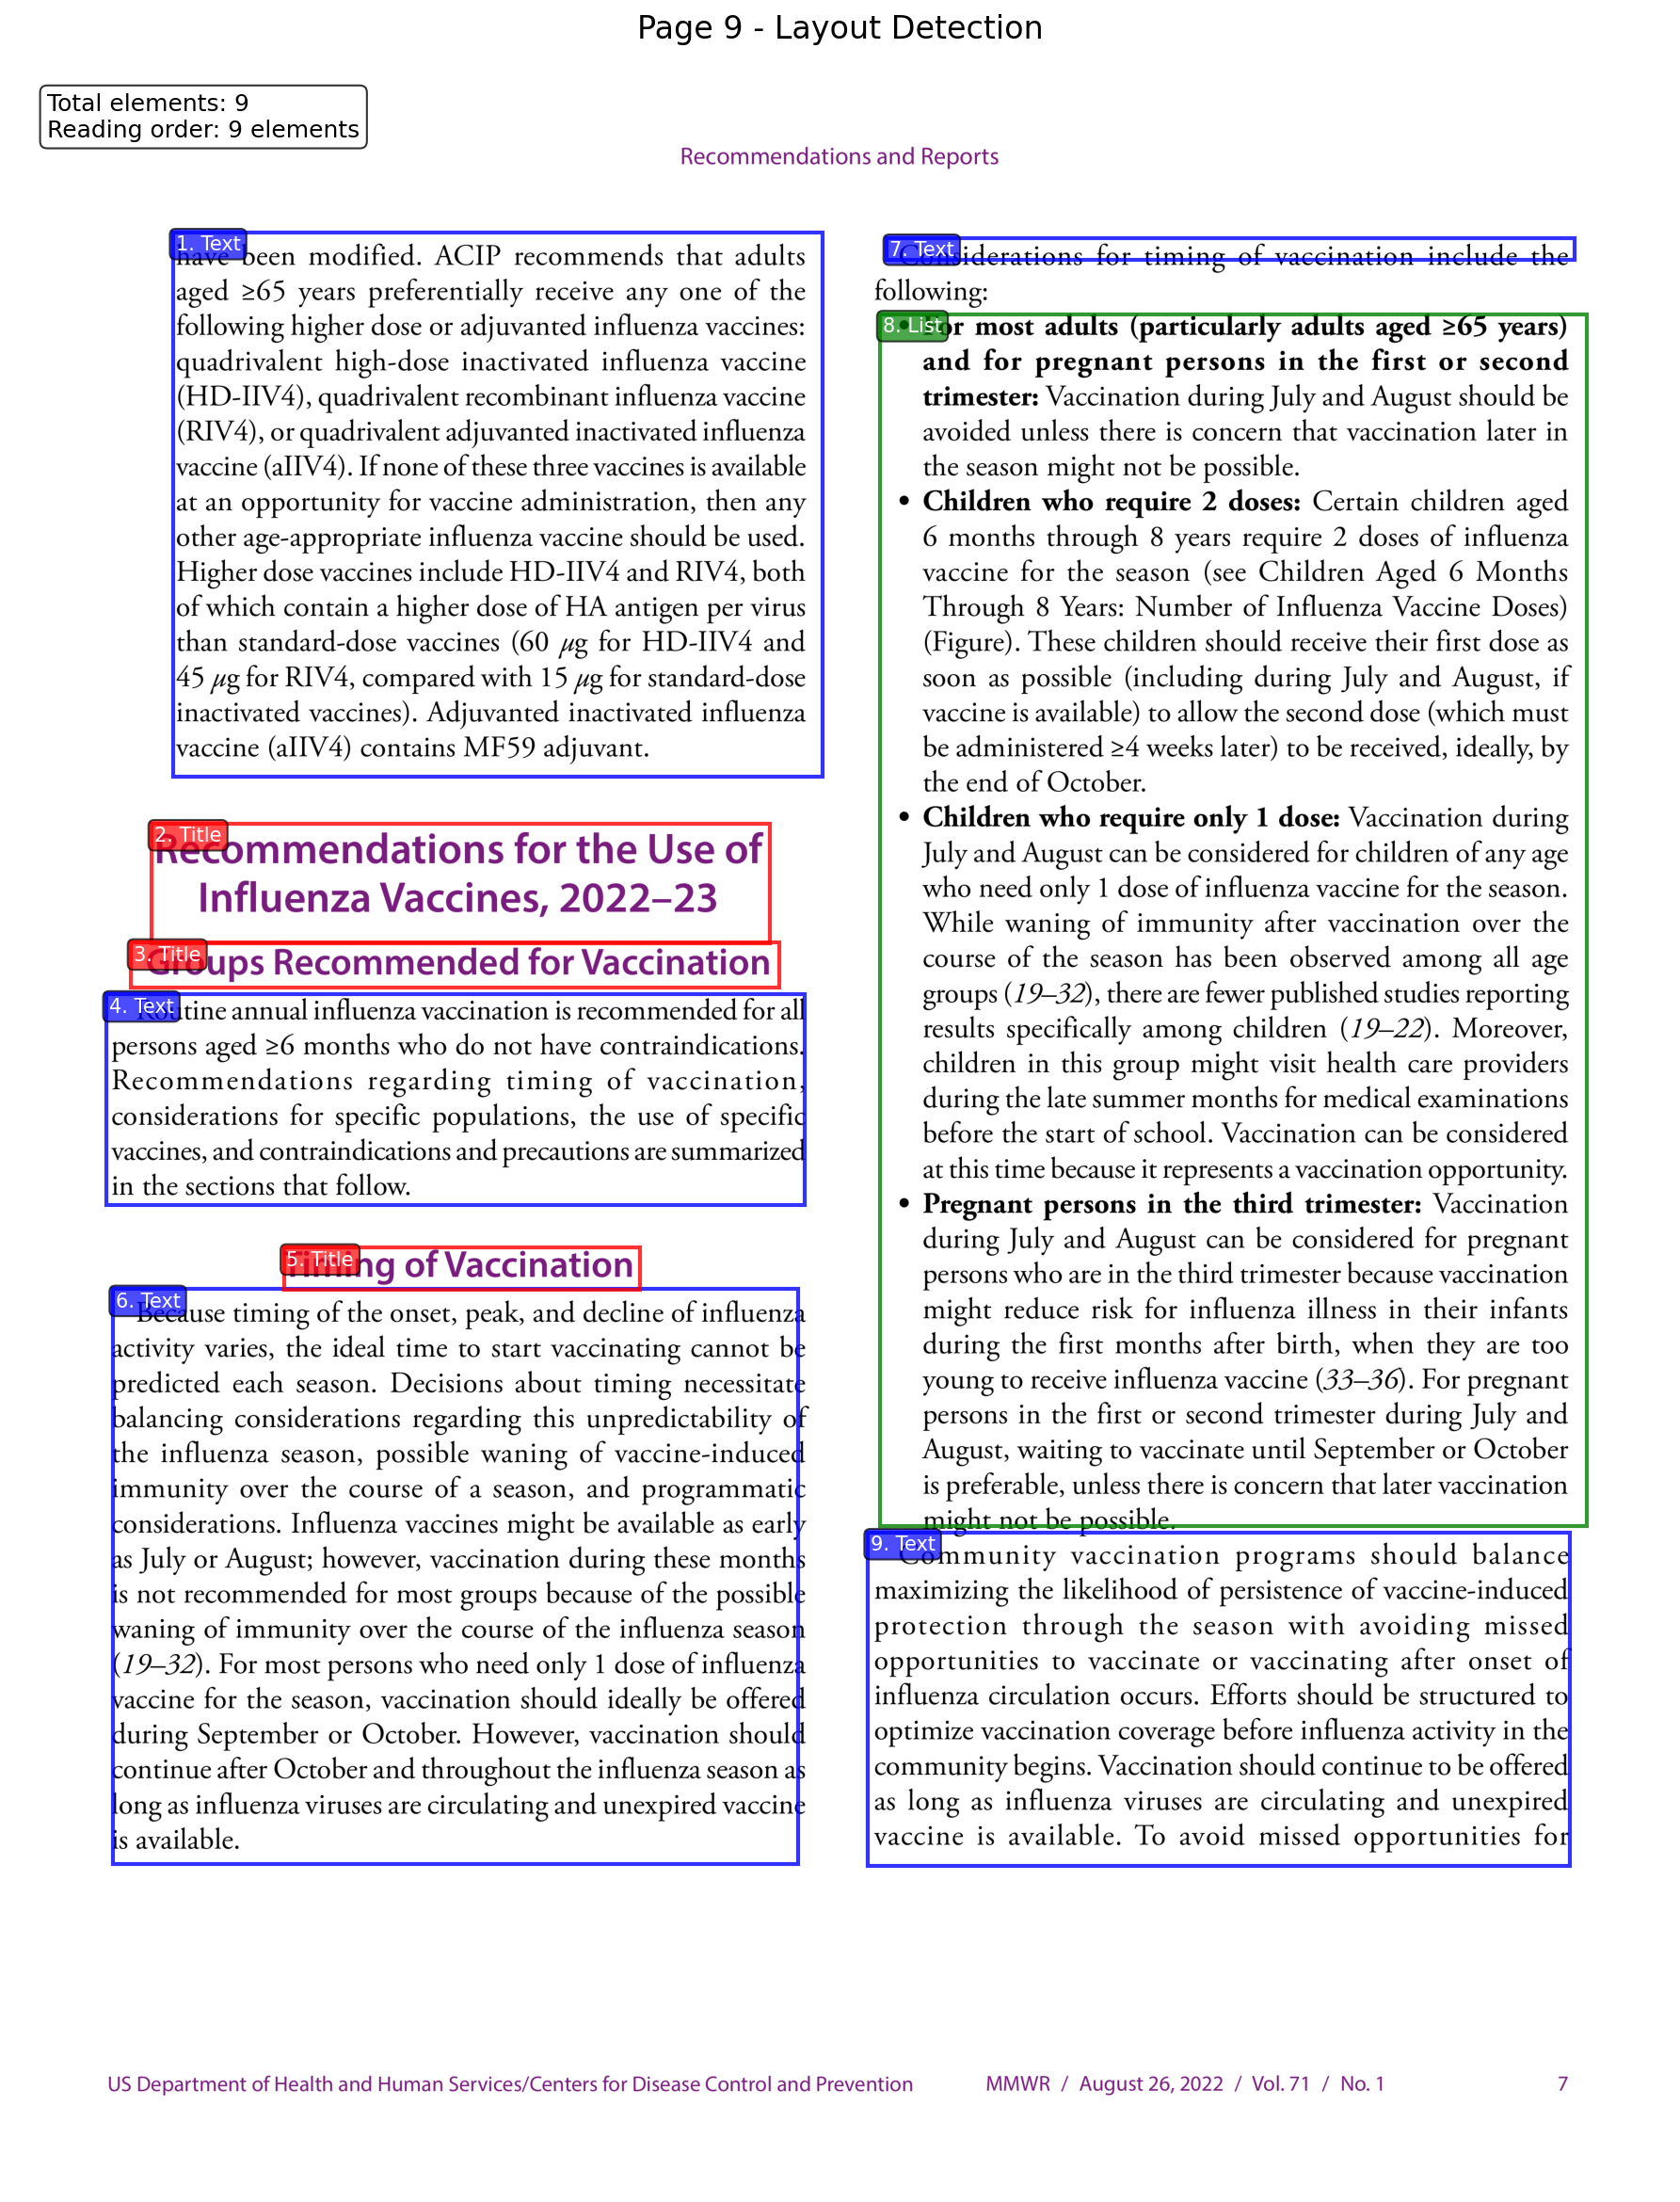 Page 9 - Layout Detection
Total elements: 9
Reading order: 9 elements
Recommendations and Reports
1. Text
have been modified. ACIP recommends that adults
aged ≥65 years preferentially receive any one of the
following higher dose or adjuvanted influenza vaccines:
quadrivalent high-dose inactivated influenza vaccine
(HD-IIV4), quadrivalent recombinant influenza vaccine
(RIV4), or quadrivalent adjuvanted inactivated influenza
vaccine (aIIV4). If none of these three vaccines is available
at an opportunity for vaccine administration, then any
other age-appropriate influenza vaccine should be used.
Higher dose vaccines include HD-IIV4 and RIV4, both
of which contain a higher dose of HA antigen per virus
than standard-dose vaccines (60 µg for HD-IIV4 and
45 µg for RIV4, compared with 15 µg for standard-dose
inactivated vaccines). Adjuvanted inactivated influenza
vaccine (aIIV4) contains MF59 adjuvant.
2. Title
Recommendations for the Use of
Influenza Vaccines, 2022–23
3. Title
Groups Recommended for Vaccination
4. Text
Routine annual influenza vaccination is recommended for all
persons aged ≥6 months who do not have contraindications.
Recommendations regarding timing of vaccination,
considerations for specific populations, the use of specific
vaccines, and contraindications and precautions are summarized
in the sections that follow.
5. Title
Timing of Vaccination
6. Text
Because timing of the onset, peak, and decline of influenza
activity varies, the ideal time to start vaccinating cannot be
predicted each season. Decisions about timing necessitate
balancing considerations regarding this unpredictability of
the influenza season, possible waning of vaccine-induced
immunity over the course of a season, and programmatic
considerations. Influenza vaccines might be available as early
as July or August; however, vaccination during these months
is not recommended for most groups because of the possible
waning of immunity over the course of the influenza season
(19–32). For most persons who need only 1 dose of influenza
vaccine for the season, vaccination should ideally be offered
during September or October. However, vaccination should
continue after October and throughout the influenza season as
long as influenza viruses are circulating and unexpired vaccine
is available.
7. Text
Considerations for timing of vaccination include the
following:
8. List
• For most adults (particularly adults aged ≥65 years)
and for pregnant persons in the first or second
trimester: Vaccination during July and August should be
avoided unless there is concern that vaccination later in
the season might not be possible.
• Children who require 2 doses: Certain children aged
6 months through 8 years require 2 doses of influenza
vaccine for the season (see Children Aged 6 Months
Through 8 Years: Number of Influenza Vaccine Doses)
(Figure). These children should receive their first dose as
soon as possible (including during July and August, if
vaccine is available) to allow the second dose (which must
be administered ≥4 weeks later) to be received, ideally, by
the end of October.
• Children who require only 1 dose: Vaccination during
July and August can be considered for children of any age
who need only 1 dose of influenza vaccine for the season.
While waning of immunity after vaccination over the
course of the season has been observed among all age
groups (19–32), there are fewer published studies reporting
results specifically among children (19–22). Moreover,
children in this group might visit health care providers
during the late summer months for medical examinations
before the start of school. Vaccination can be considered
at this time because it represents a vaccination opportunity.
• Pregnant persons in the third trimester: Vaccination
during July and August can be considered for pregnant
persons who are in the third trimester because vaccination
might reduce risk for influenza illness in their infants
during the first months after birth, when they are too
young to receive influenza vaccine (33–36). For pregnant
persons in the first or second trimester during July and
August, waiting to vaccinate until September or October
is preferable, unless there is concern that later vaccination
might not be possible.
9. Text
Community vaccination programs should balance
maximizing the likelihood of persistence of vaccine-induced
protection through the season with avoiding missed
opportunities to vaccinate or vaccinating after onset of
influenza circulation occurs. Efforts should be structured to
optimize vaccination coverage before influenza activity in the
community begins. Vaccination should continue to be offered
as long as influenza viruses are circulating and unexpired
vaccine is available. To avoid missed opportunities for
US Department of Health and Human Services/Centers for Disease Control and Prevention MMWR / August 26, 2022 / Vol. 71 / No. 1 7